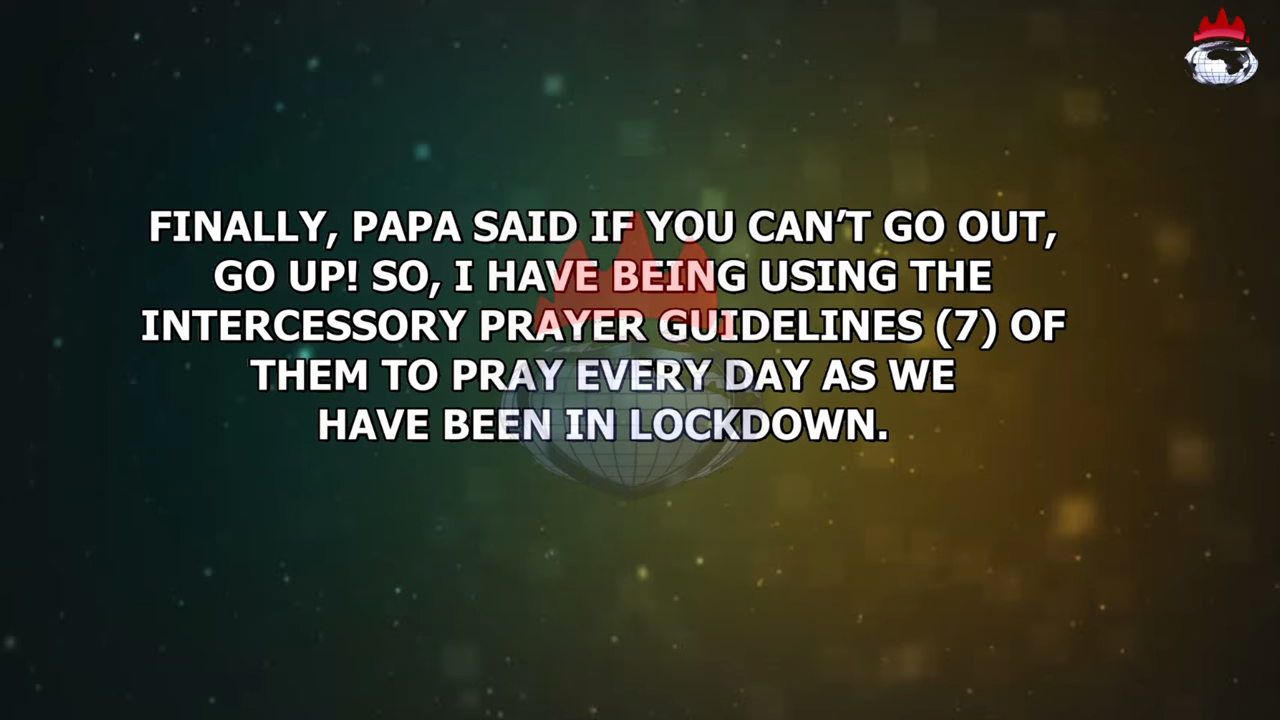 FINALLY, PAPA SAID IF YOU CAN’T GO OUT,
GO UP! SO, I HAVE BEING USING THE
INTERCESSORY PRAYER GUIDELINES (7) OF
THEM TO PRAY EVERY DAY AS WE
HAVE BEEN IN LOCKDOWN.